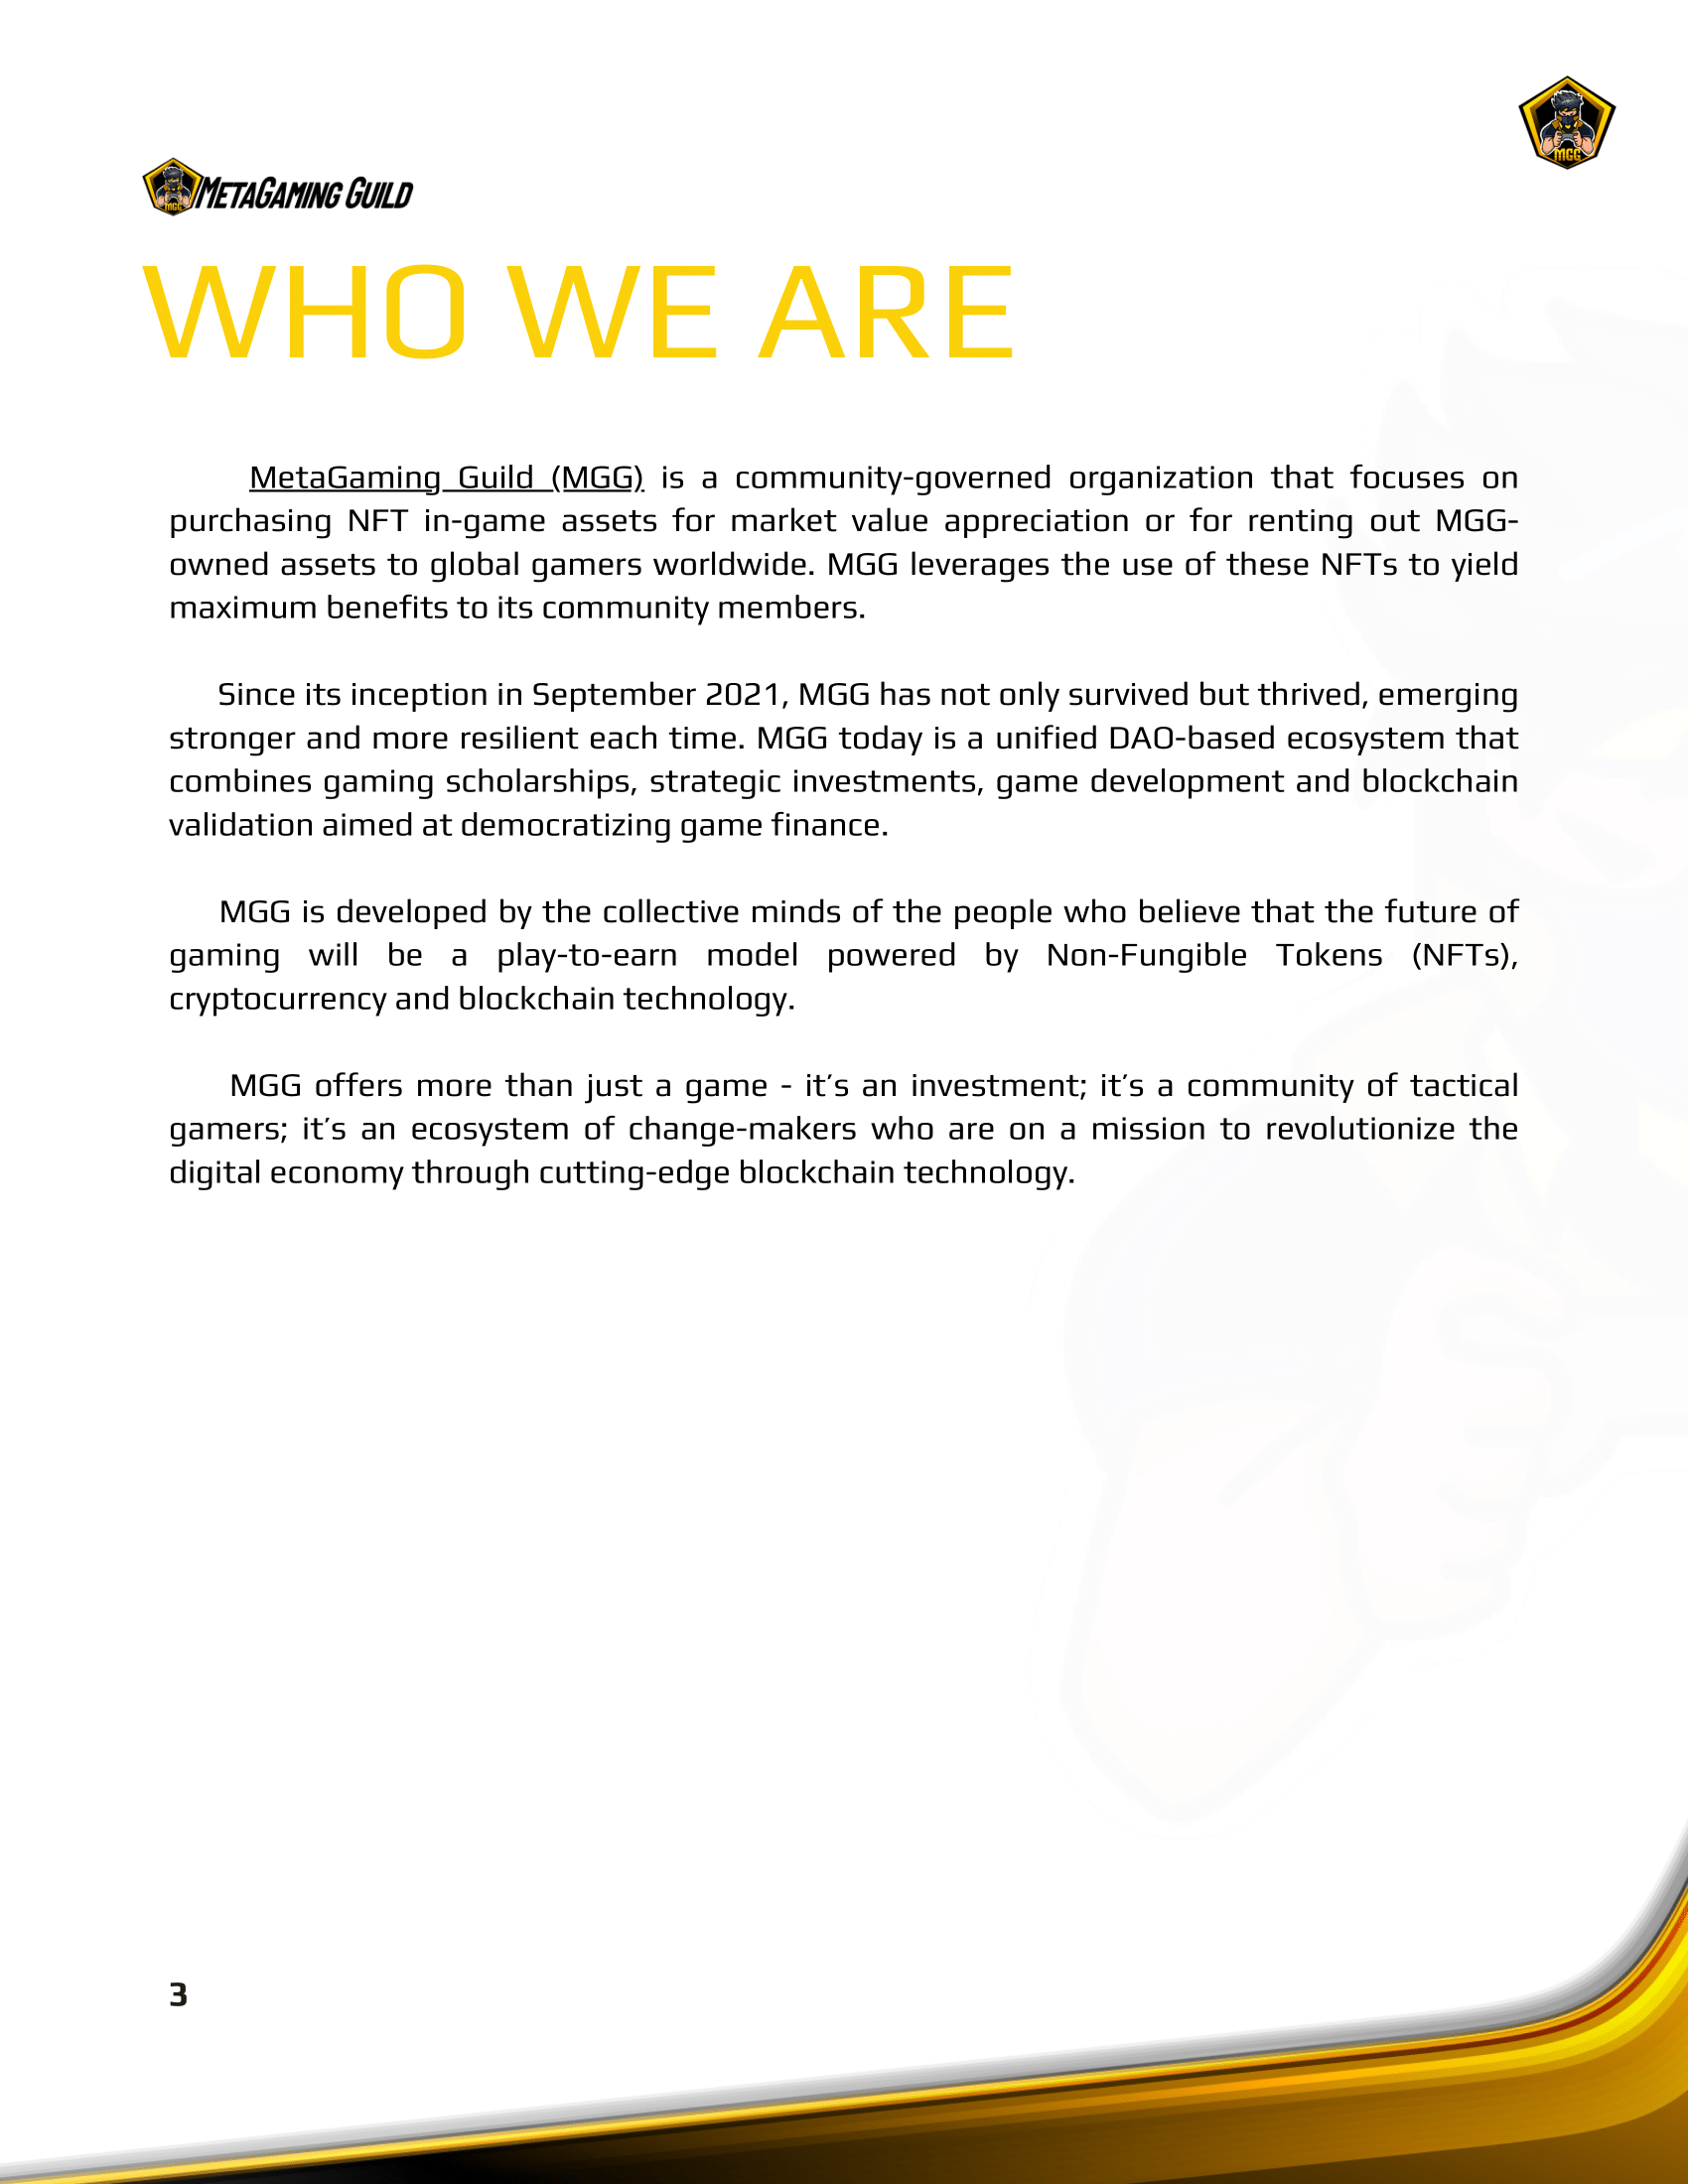 MGG
MGG
METAGAMING GUILD
WHO WE ARE
MetaGaming Guild (MGG) is a community-governed organization that focuses on
purchasing NFT in-game assets for market value appreciation or for renting out MGG-
owned assets to global gamers worldwide. MGG leverages the use of these NFTs to yield
maximum benefits to its community members.
Since its inception in September 2021, MGG has not only survived but thrived, emerging
stronger and more resilient each time. MGG today is a unified DAO-based ecosystem that
combines gaming scholarships, strategic investments, game development and blockchain
validation aimed at democratizing game finance.
MGG is developed by the collective minds of the people who believe that the future of
gaming will be a play-to-earn model powered by Non-Fungible Tokens (NFTs),
cryptocurrency and blockchain technology.
MGG offers more than just a game - it’s an investment; it’s a community of tactical
gamers; it’s an ecosystem of change-makers who are on a mission to revolutionize the
digital economy through cutting-edge blockchain technology.
3